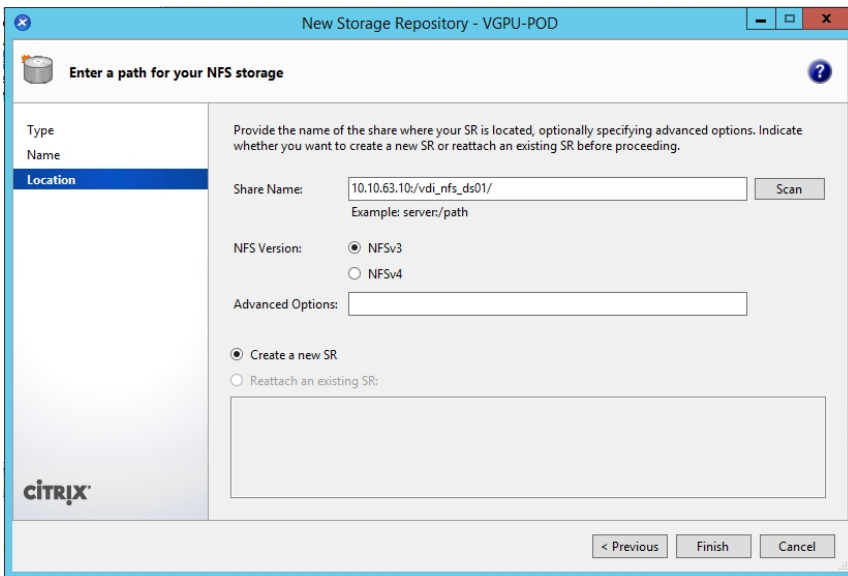 New Storage Repository - VGPU-POD
Enter a path for your NFS storage
Type
Name
Location
Provide the name of the share where your SR is located, optionally specifying advanced options. Indicate
whether you want to create a new SR or reattach an existing SR before proceeding.
Share Name: 10.10.63.10:/vdi_nfs_ds01/ Scan
Example: server:/path
NFS Version: NFSv3
NFSv4
Advanced Options:
Create a new SR
Reattach an existing SR:
CİTRIX
< Previous Finish Cancel